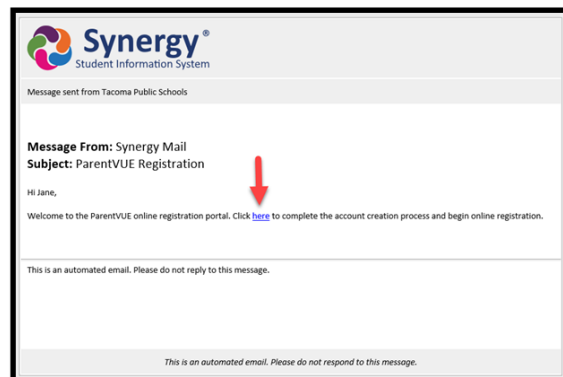 Synergy®
Student Information System
Message sent from Tacoma Public Schools
Message From: Synergy Mail
Subject: ParentVUE Registration
Hi Jane,
Welcome to the ParentVUE online registration portal. Click here to complete the account creation process and begin online registration.
This is an automated email. Please do not reply to this message.
This is an automated email. Please do not respond to this message.